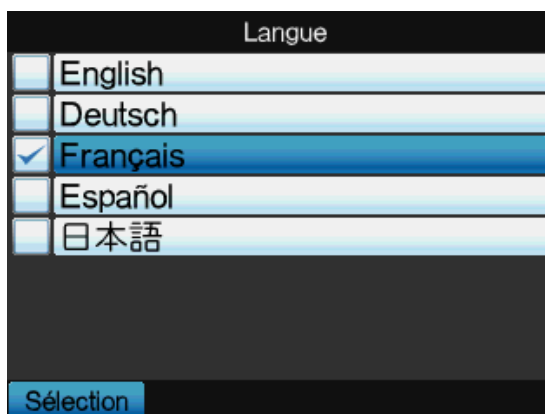 Langue
English
Deutsch
Français
Español
日本語
Sélection